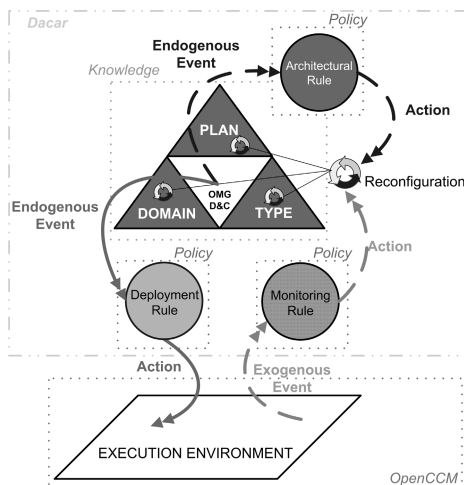 Dacar
Policy
Endogenous
Event
Architectural
Rule
Knowledge
Action
PLAN
OMG
D&C
DOMAIN
TYPE
Reconfiguration
Endogenous
Event
Policy
Policy
Action
Deployment
Rule
Monitoring
Rule
Action
Exogenous
Event
EXECUTION ENVIRONMENT
OpenCCM